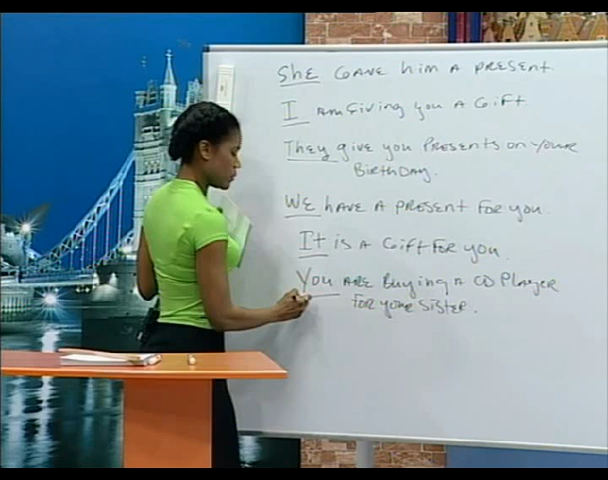 She GAVE him A PRESENT.
I AM Giving you A GiFT
They give you PRESENTS on YOUR
BirthDAY.
WE HAVE A PRESENT FOR YOU.
It is A GiFT FOR you.
You ARE Buying A CD Player
FOR your SiSTER.